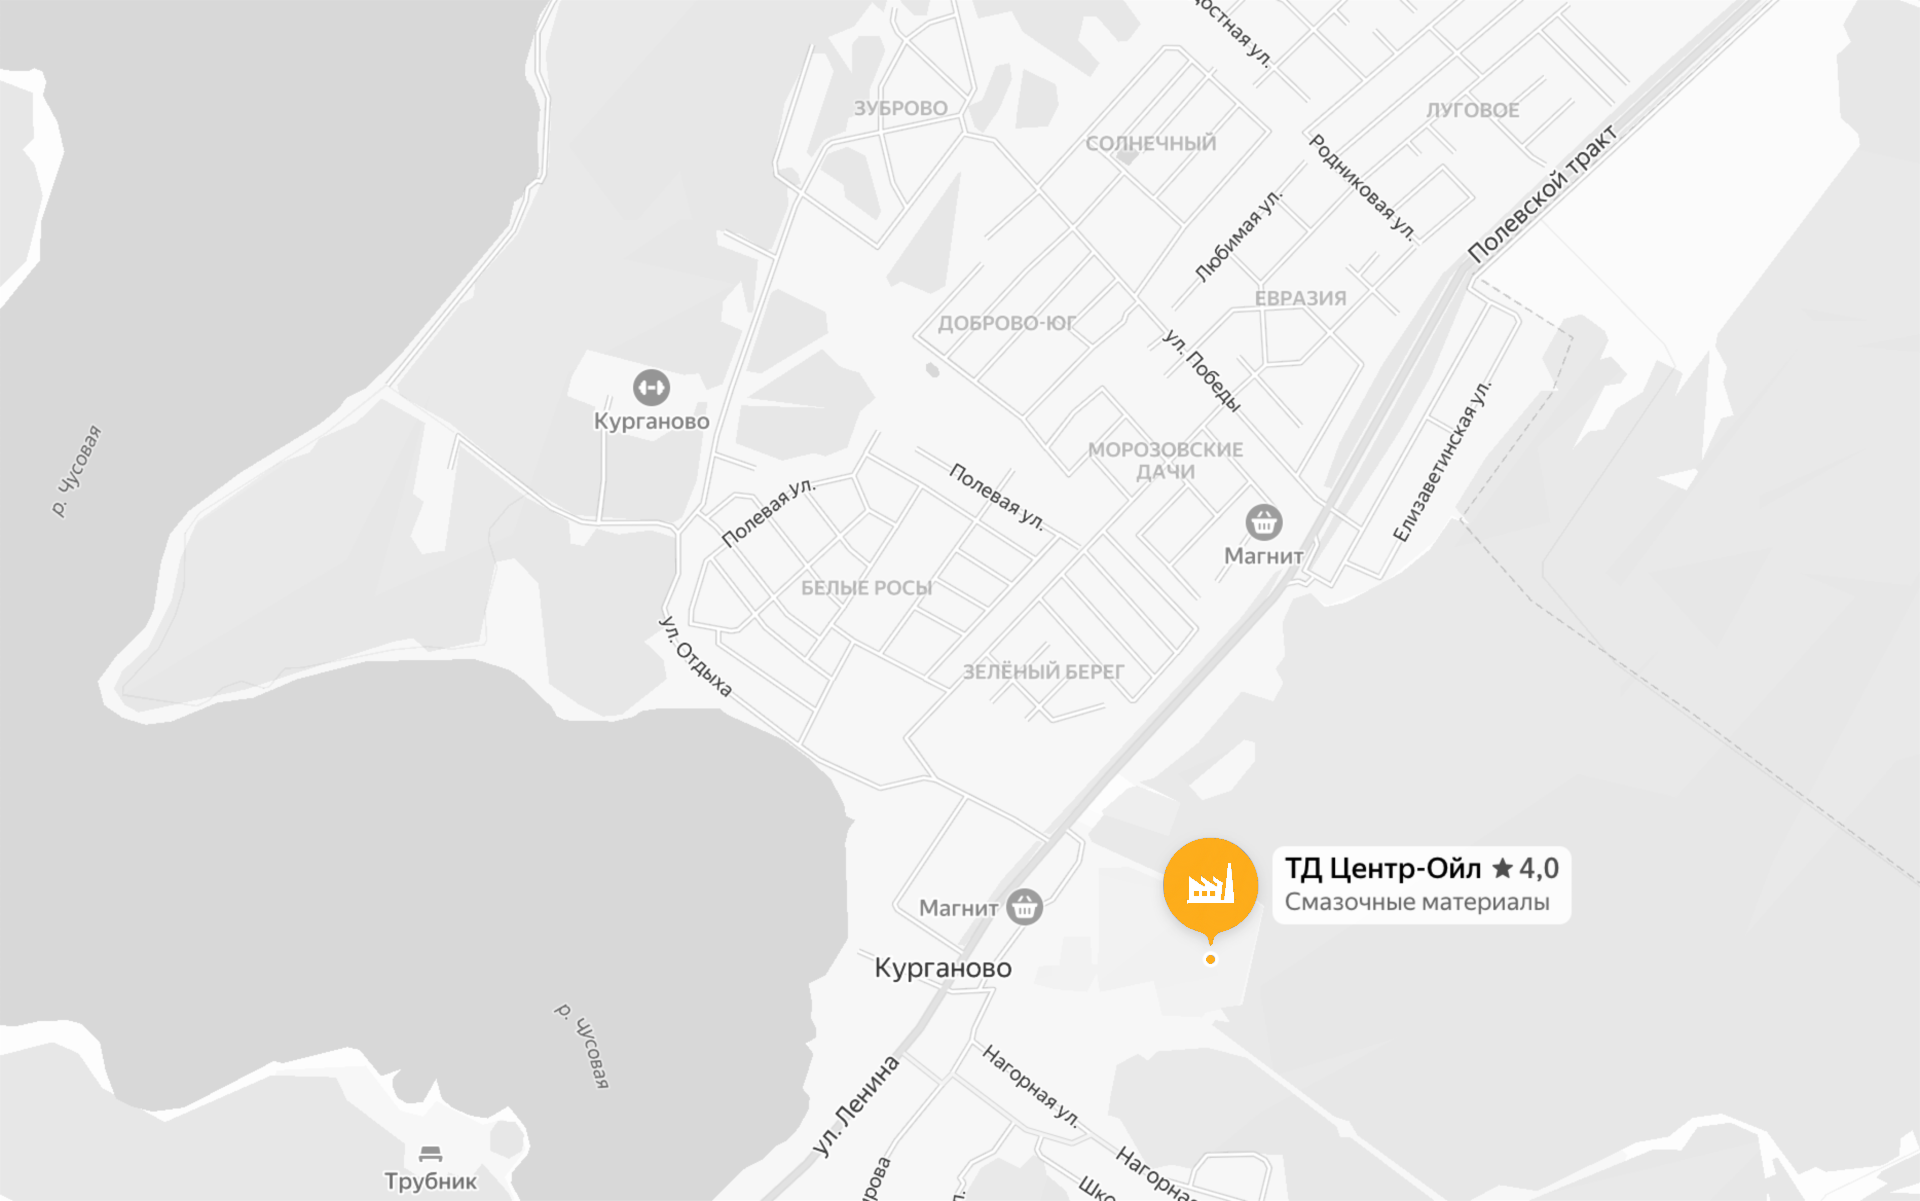 ул.
ЗУБРОВО
СОЛНЕЧНЫЙ
ЛУГОВОЕ
Родниковая ул.
Полевской тракт
Любимая ул.
ЕВРАЗИЯ
ДОБРОВО-ЮГ
ул. Победы
Курганово
Елизаветинская ул.
р. Чусовая
МОРОЗОВСКИЕ
ДАЧИ
Полевая ул.
Полевая ул.
Магнит
БЕЛЫЕ РОСЫ
ул. Отдыха
ЗЕЛЁНЫЙ БЕРЕГ
ТД Центр-Ойл ★ 4,0
Смазочные материалы
Магнит
Курганово
р. Чусовая
ул. Ленина
Нагорная ул.
Трубник